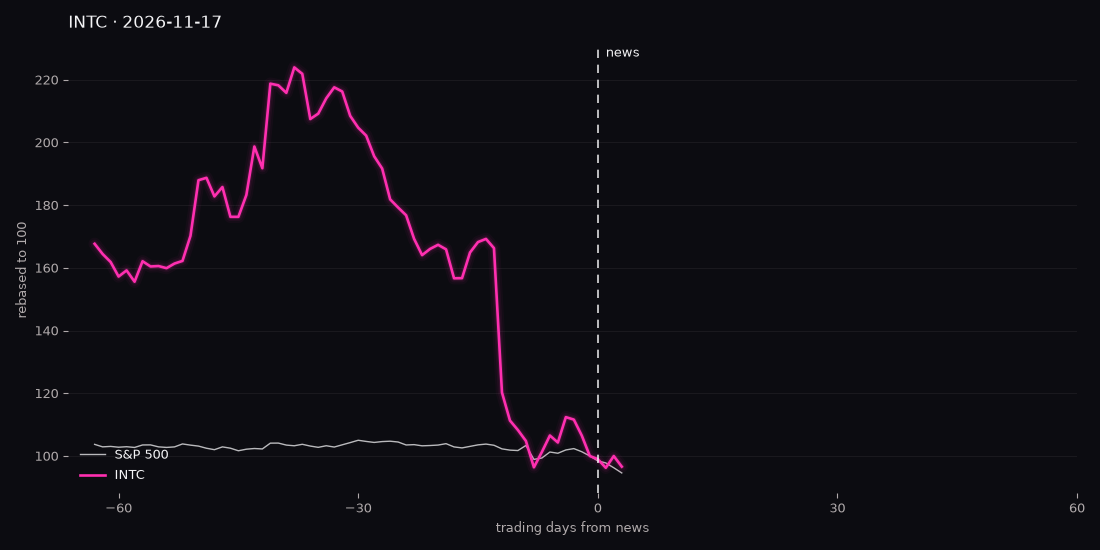 INTC · 2026-11-17
news
220
200
180
160
140
120
100
rebased to 100
S&P 500
INTC
−60
−30
0
30
60
trading days from news